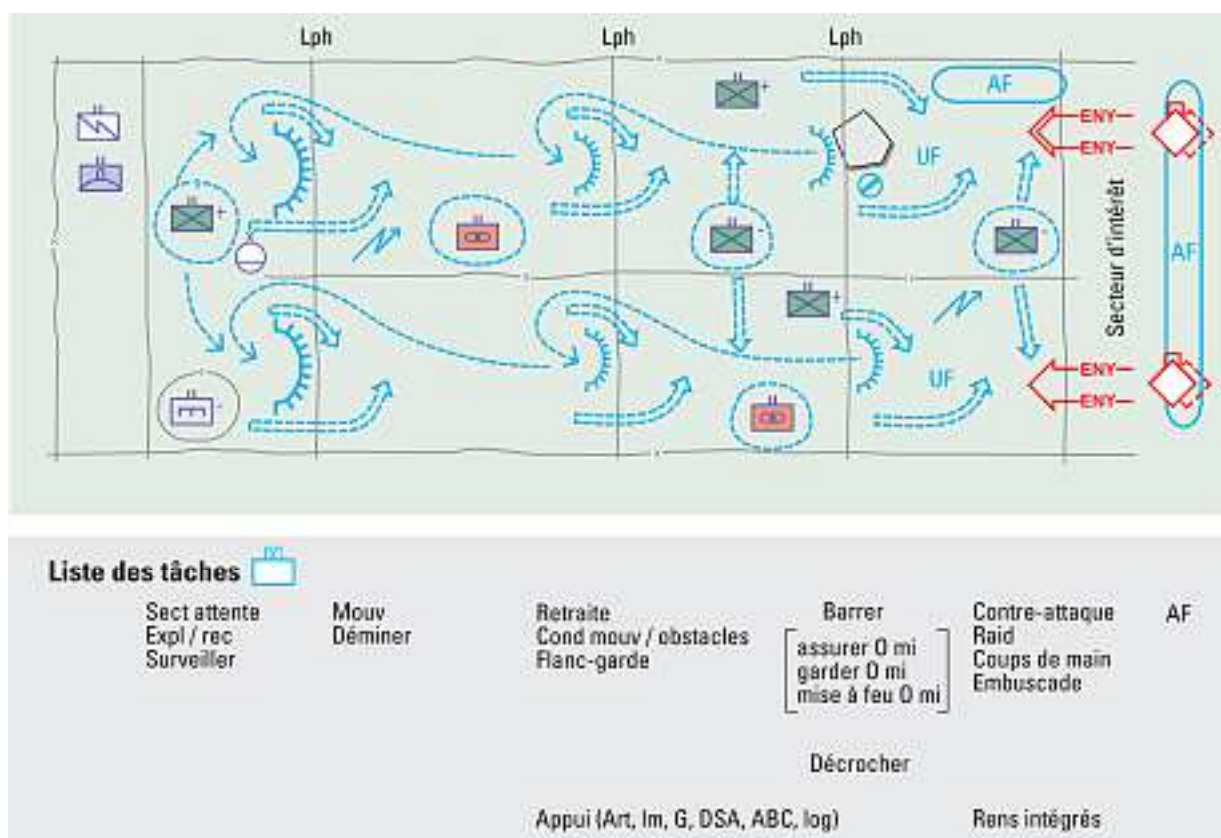 Lph Lph Lph
AF
ENY
ENY
UF
Secteur d'intérêt
AF
ENY
UF
ENY
Liste des tâches
Sect attente
Expl / rec
Surveiller
Mouv
Déminer
Retraite
Cond mouv / obstacles
Flanc-garde
Barrer
assurer O mi
garder O mi
mise à feu O mi
Contre-attaque
Raid
Coups de main
Embuscade
AF
Décrocher
Appui (Art, lm, G, DSA, ABC, log)
Rens intégrés